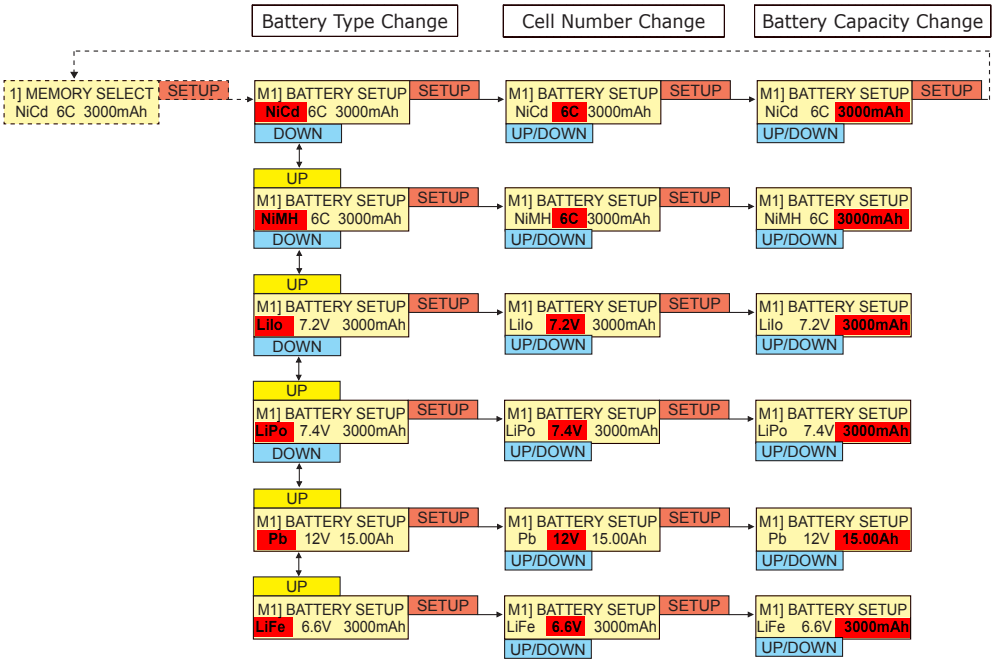 Battery Type Change
Cell Number Change
Battery Capacity Change
1] MEMORY SELECT
NiCd 6C 3000mAh
SETUP
M1] BATTERY SETUP
NiCd 6C 3000mAh
SETUP
DOWN
M1] BATTERY SETUP
NiCd 6C 3000mAh
SETUP
UP/DOWN
M1] BATTERY SETUP
NiCd 6C 3000mAh
SETUP
UP/DOWN
UP
M1] BATTERY SETUP
NiMH 6C 3000mAh
SETUP
DOWN
M1] BATTERY SETUP
NiMH 6C 3000mAh
SETUP
UP/DOWN
M1] BATTERY SETUP
NiMH 6C 3000mAh
UP/DOWN
UP
M1] BATTERY SETUP
LiIo 7.2V 3000mAh
SETUP
DOWN
M1] BATTERY SETUP
LiIo 7.2V 3000mAh
SETUP
UP/DOWN
M1] BATTERY SETUP
LiIo 7.2V 3000mAh
UP/DOWN
UP
M1] BATTERY SETUP
LiPo 7.4V 3000mAh
SETUP
DOWN
M1] BATTERY SETUP
LiPo 7.4V 3000mAh
SETUP
UP/DOWN
M1] BATTERY SETUP
LiPo 7.4V 3000mAh
UP/DOWN
UP
M1] BATTERY SETUP
Pb 12V 15.00Ah
SETUP
M1] BATTERY SETUP
Pb 12V 15.00Ah
SETUP
UP/DOWN
M1] BATTERY SETUP
Pb 12V 15.00Ah
UP/DOWN
UP
M1] BATTERY SETUP
LiFe 6.6V 3000mAh
SETUP
M1] BATTERY SETUP
LiFe 6.6V 3000mAh
SETUP
UP/DOWN
M1] BATTERY SETUP
LiFe 6.6V 3000mAh
UP/DOWN